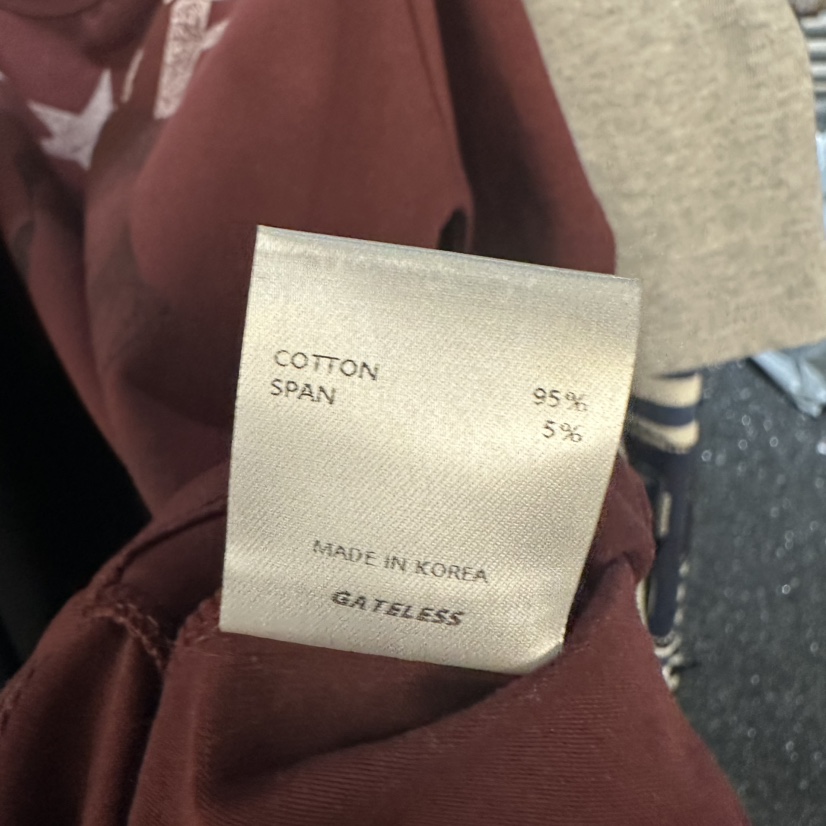 COTTON 95%
SPAN 5%
MADE IN KOREA
GATELESS